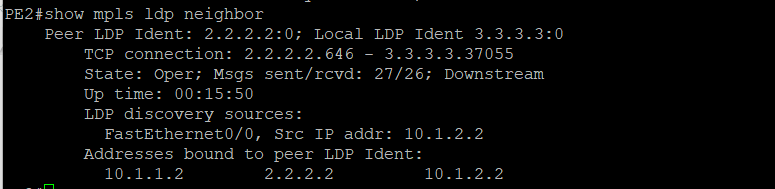 PE2#show mpls ldp neighbor
Peer LDP Ident: 2.2.2.2:0; Local LDP Ident 3.3.3.3:0
TCP connection: 2.2.2.2.646 - 3.3.3.3.37055
State: Oper; Msgs sent/rcvd: 27/26; Downstream
Up time: 00:15:50
LDP discovery sources:
FastEthernet0/0, Src IP addr: 10.1.2.2
Addresses bound to peer LDP Ident:
10.1.1.2 2.2.2.2 10.1.2.2